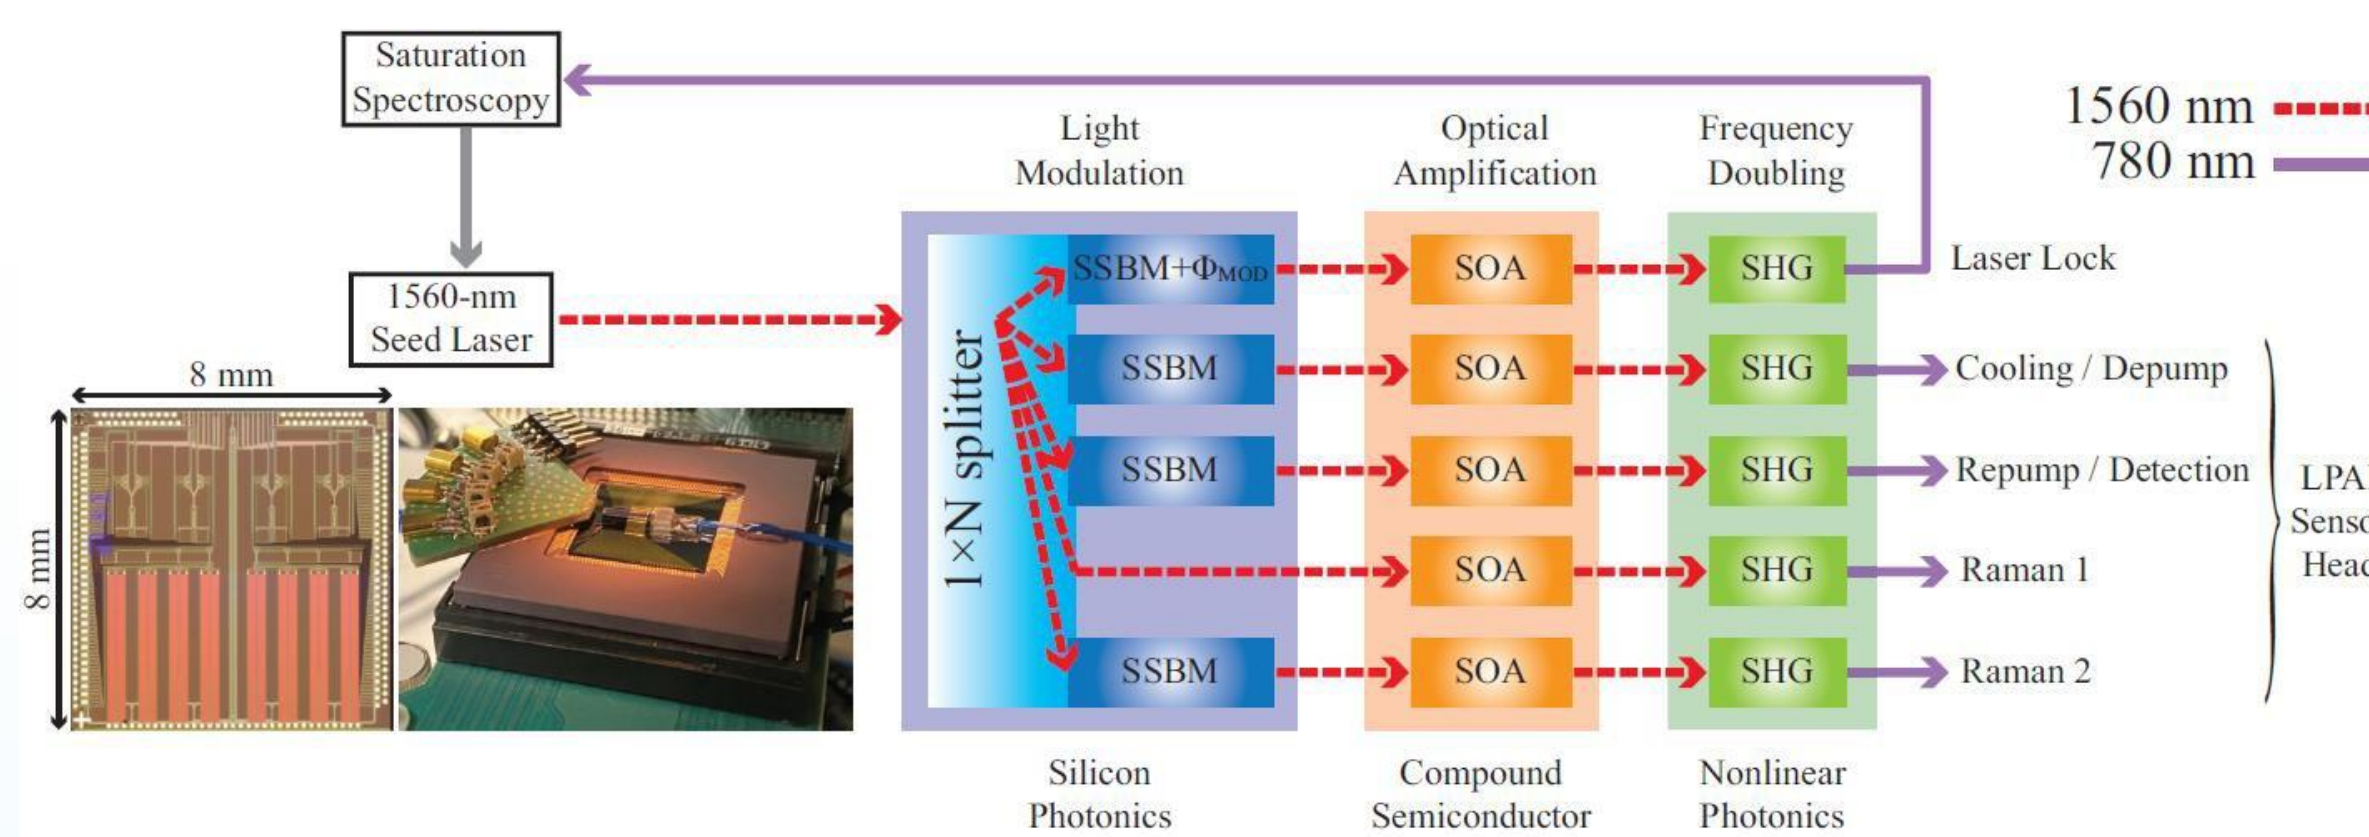 Saturation
Spectroscopy
1560-nm
Seed Laser
8 mm
8 mm
Light
Modulation
Optical
Amplification
Frequency
Doubling
1560 nm
780 nm
1×N splitter
SSBM+ΦMOD
SOA
SHG
Laser Lock
SSBM
SOA
SHG
Cooling / Depump
SSBM
SOA
SHG
Repump / Detection
SOA
SHG
Raman 1
SSBM
SOA
SHG
Raman 2
Silicon
Photonics
Compound
Semiconductor
Nonlinear
Photonics